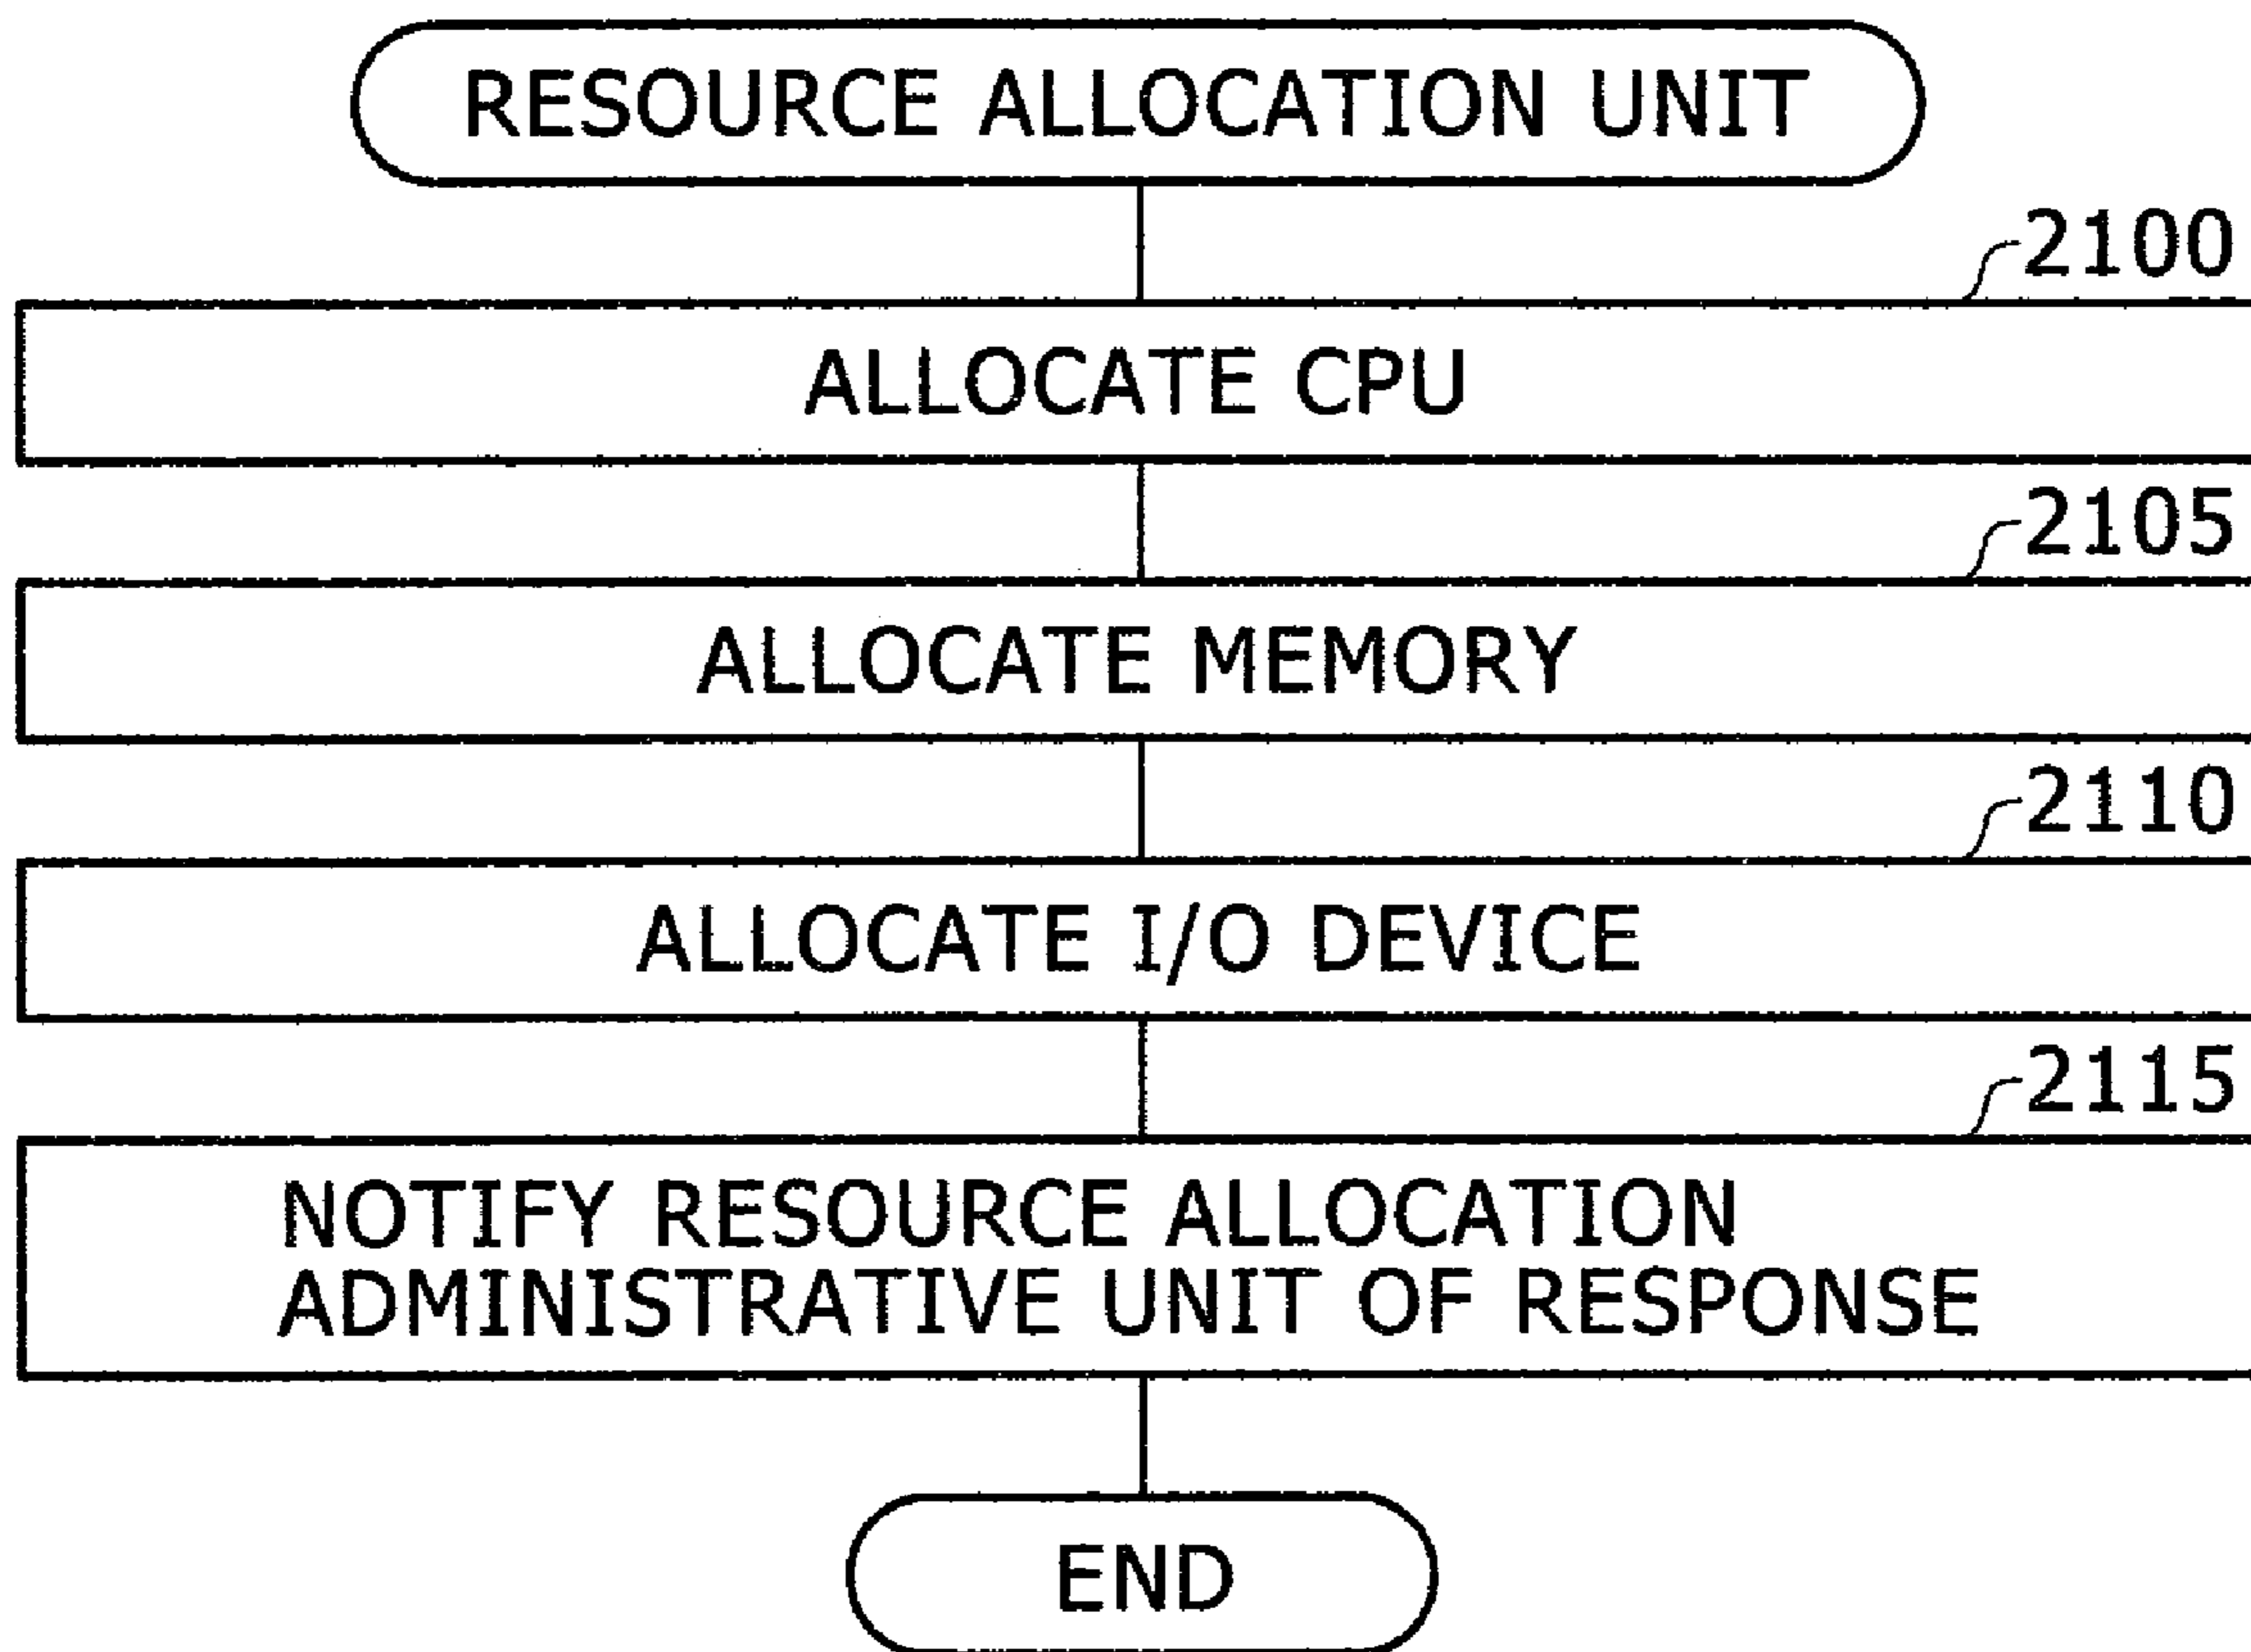 RESOURCE ALLOCATION UNIT
2100
ALLOCATE CPU
2105
ALLOCATE MEMORY
2110
ALLOCATE I/O DEVICE
2115
NOTIFY RESOURCE ALLOCATION
ADMINISTRATIVE UNIT OF RESPONSE
END